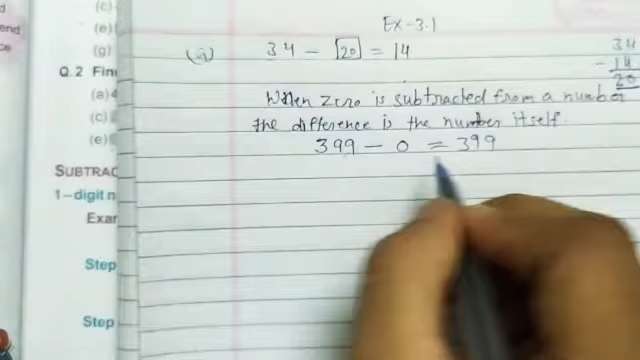 (c)
(e)
(g)
Q.2 Fin
(a) 4
(c)
(e)
SUBTRAC
1-digit n
Exar
Step
Step
Ex-3.1
34 - 20 = 14
34
- 14
20
When Zero is subtracted from a number
the difference is the number itself.
399 - 0 = 399